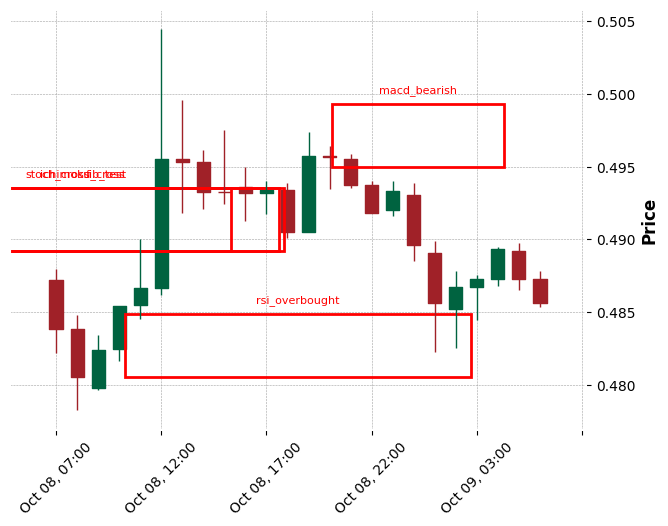 0.505
0.500
0.495
0.490
0.485
0.480
Price
macd_bearish
rsi_overbought
Oct 08, 07:00
Oct 08, 12:00
Oct 08, 17:00
Oct 08, 22:00
Oct 09, 03:00